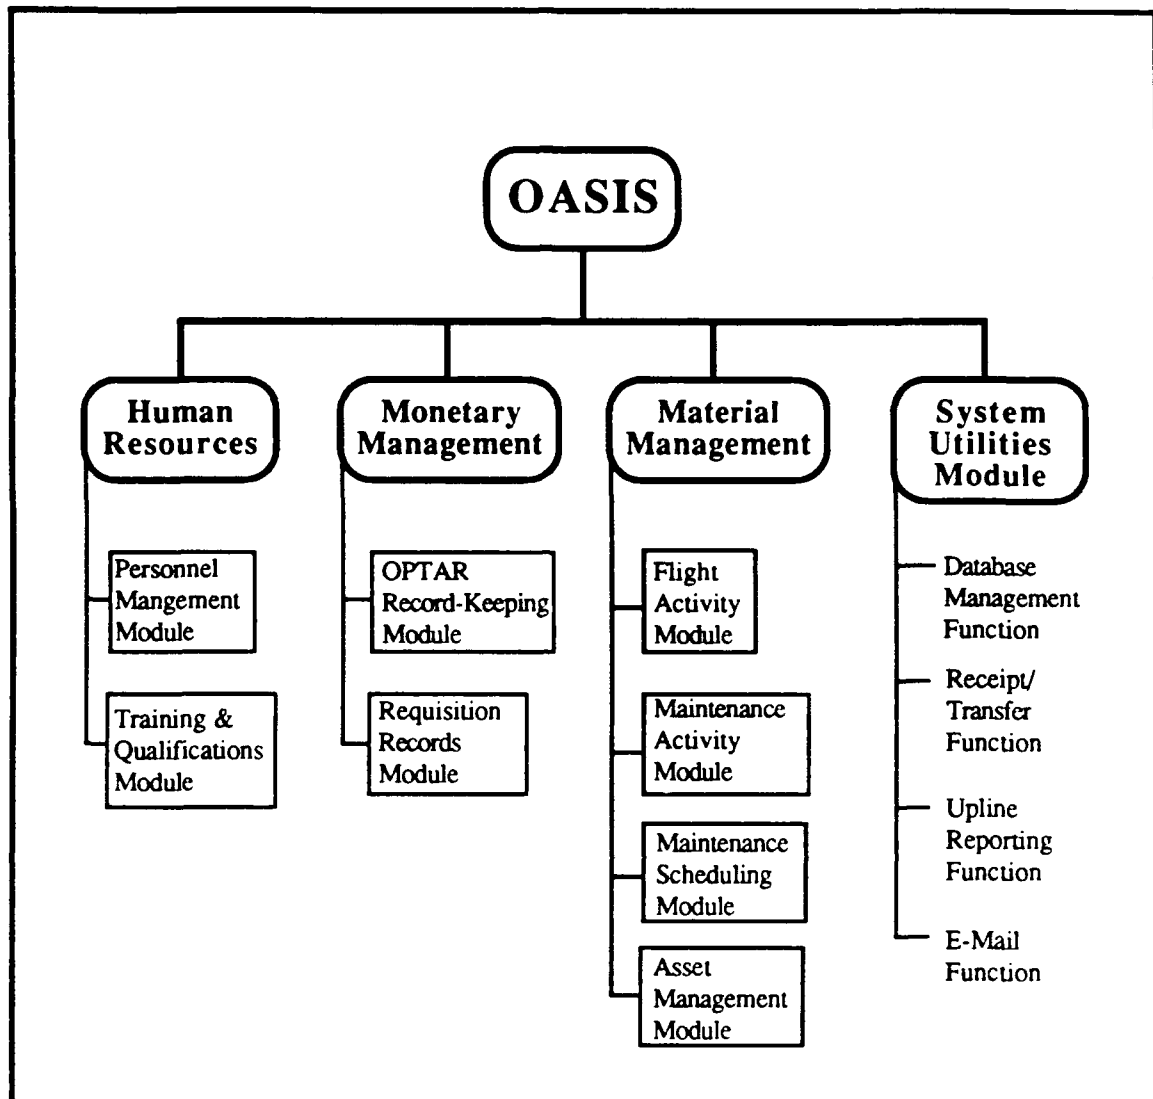 OASIS
Human
Resources
Monetary
Management
Material
Management
System
Utilities
Module
Personnel
Mangement
Module
Training &
Qualifications
Module
OPTAR
Record-Keeping
Module
Requisition
Records
Module
Flight
Activity
Module
Maintenance
Activity
Module
Maintenance
Scheduling
Module
Asset
Management
Module
Database
Management
Function
Receipt/
Transfer
Function
Upline
Reporting
Function
E-Mail
Function